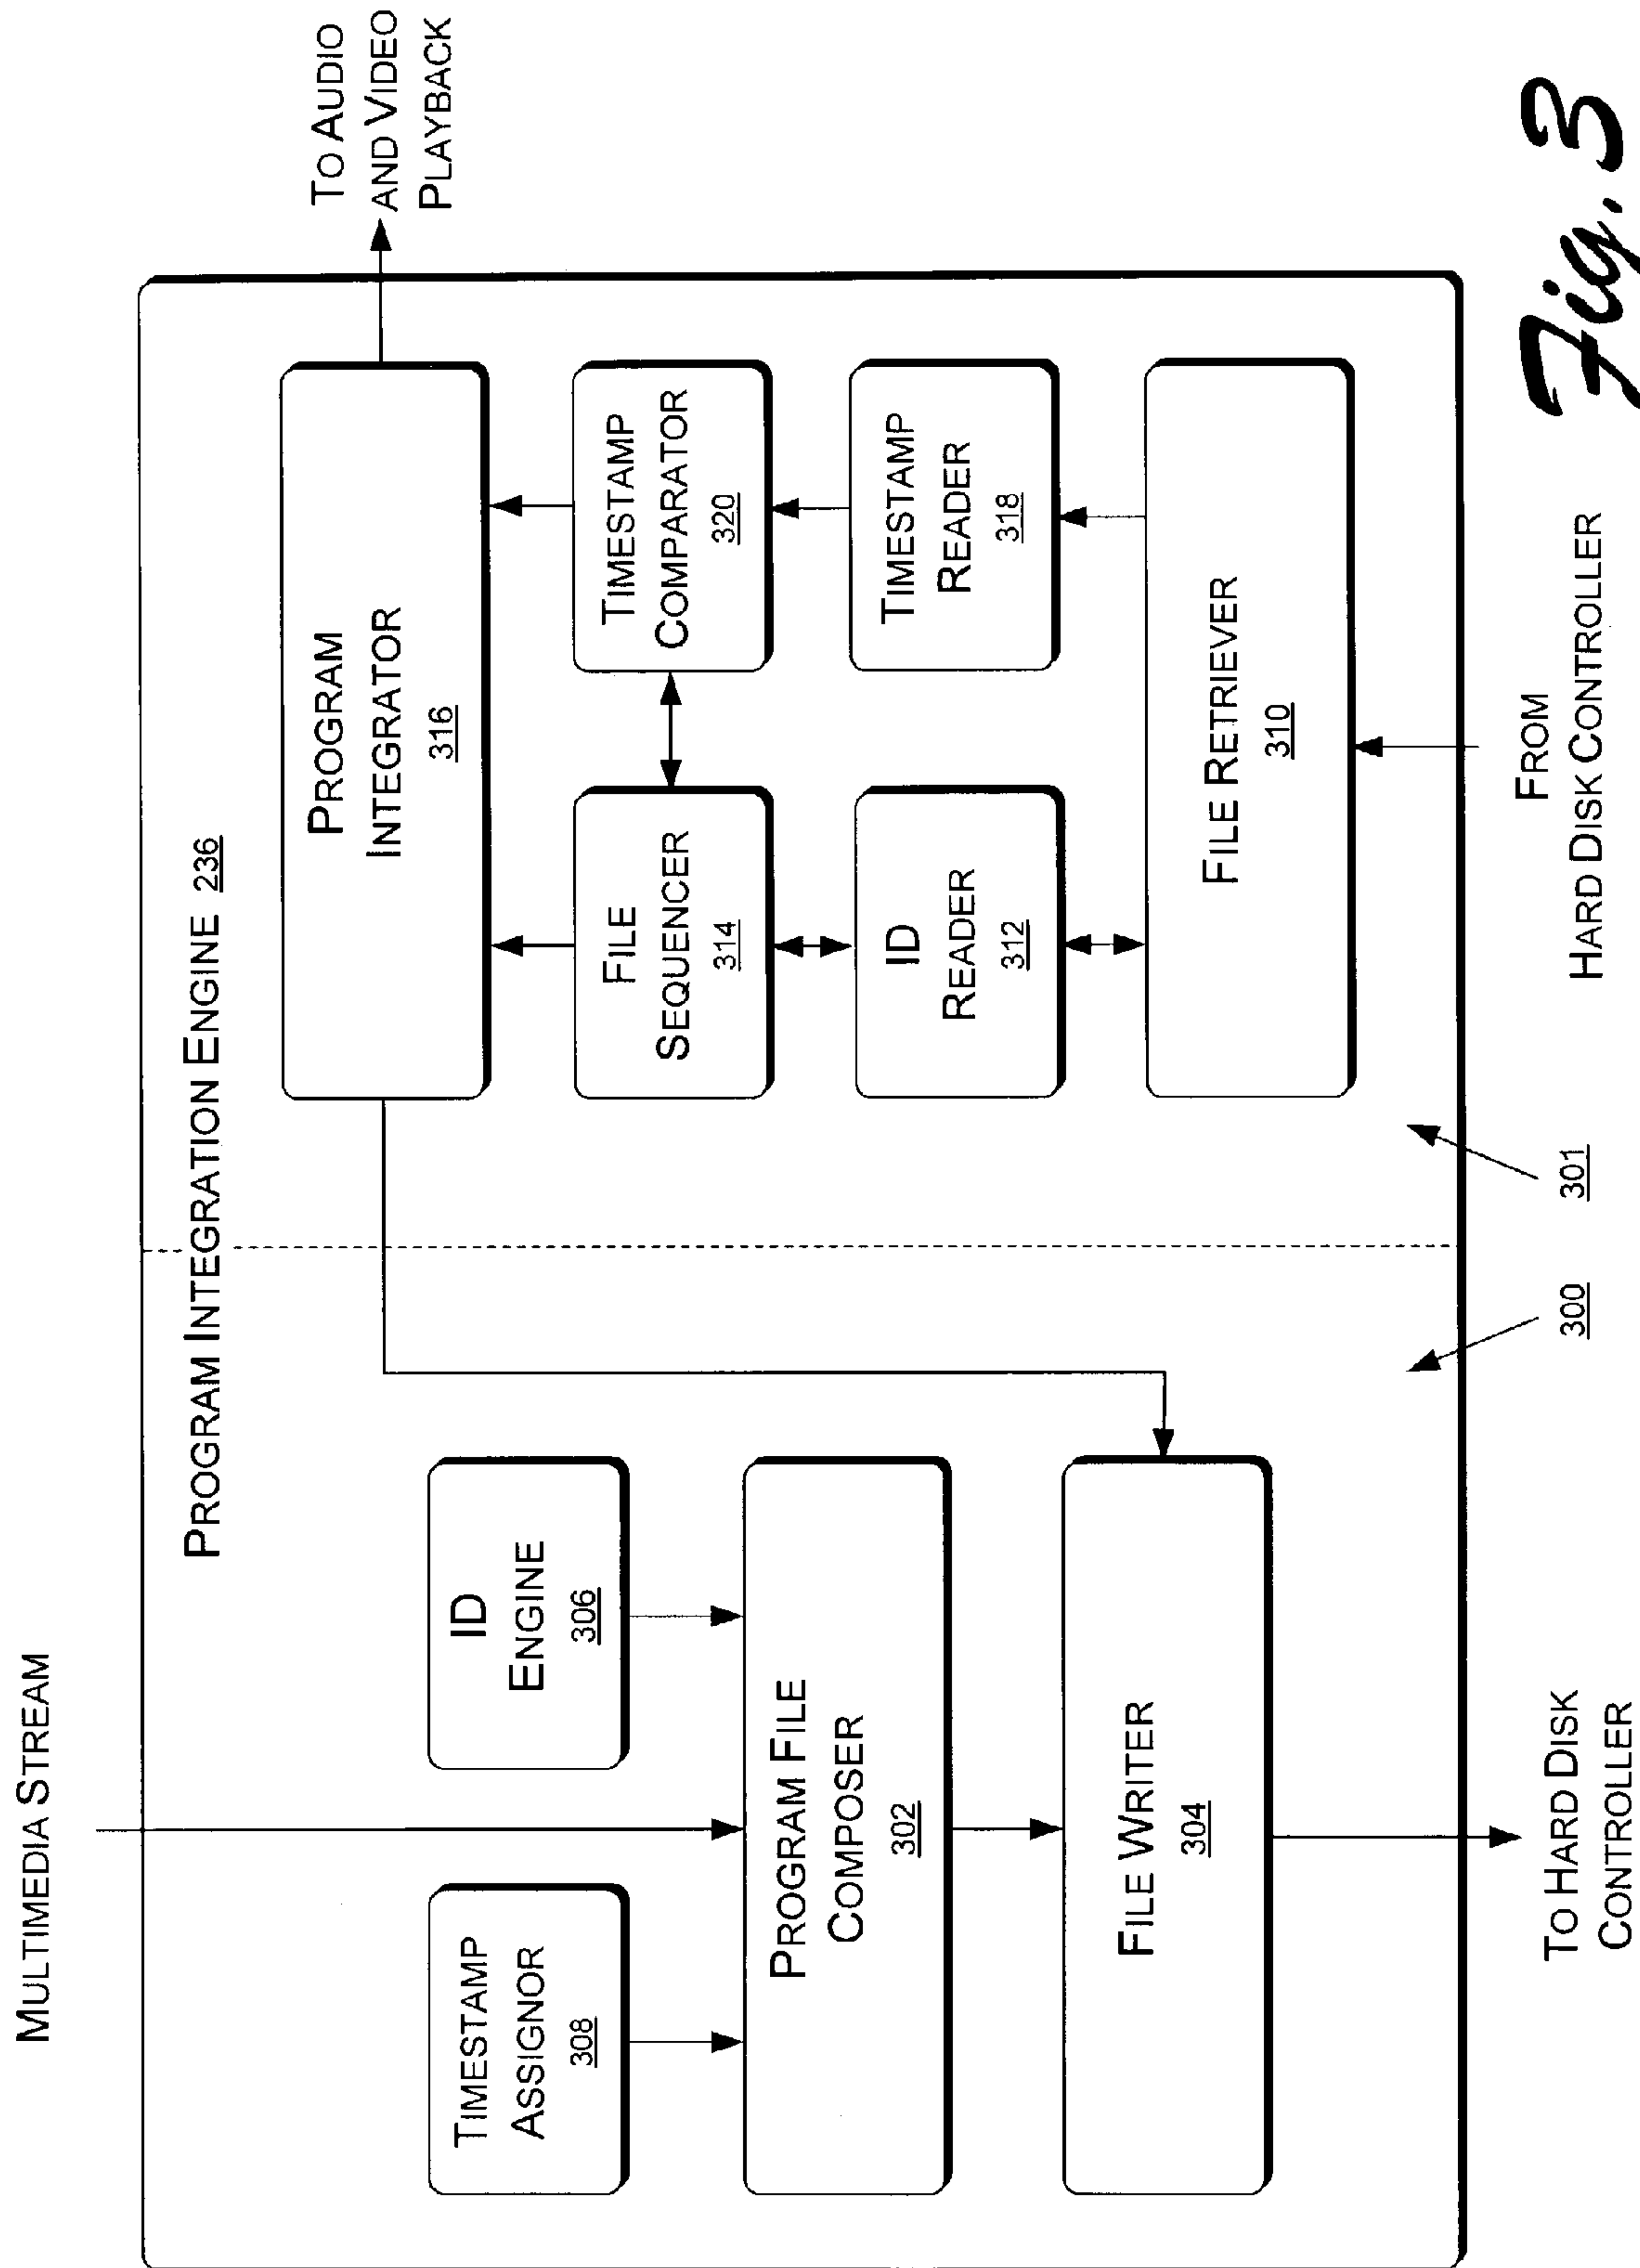 MULTIMEDIA STREAM
PROGRAM INTEGRATION ENGINE 236
TIMESTAMP
ASSIGNOR
308
ID
ENGINE
306
PROGRAM FILE
COMPOSER
302
FILE WRITER
304
TO HARD DISK
CONTROLLER
300
301
PROGRAM
INTEGRATOR
316
TO AUDIO
AND VIDEO
PLAYBACK
FILE
SEQUENCER
314
TIMESTAMP
COMPARATOR
320
ID
READER
312
TIMESTAMP
READER
318
FILE RETRIEVER
310
FROM
HARD DISK CONTROLLER
Fig. 3